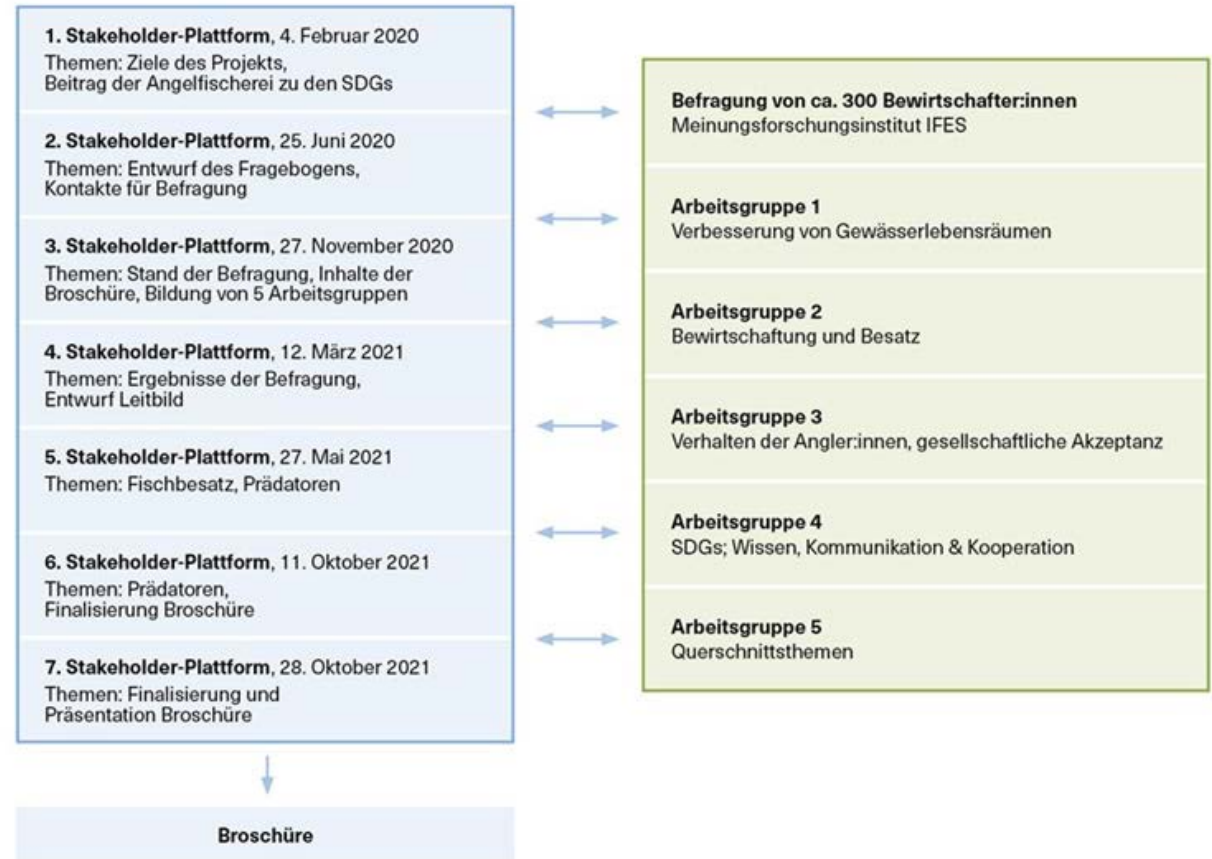 1. Stakeholder-Plattform, 4. Februar 2020
Themen: Ziele des Projekts,
Beitrag der Angelfischerei zu den SDGs
2. Stakeholder-Plattform, 25. Juni 2020
Themen: Entwurf des Fragebogens,
Kontakte für Befragung
3. Stakeholder-Plattform, 27. November 2020
Themen: Stand der Befragung, Inhalte der
Broschüre, Bildung von 5 Arbeitsgruppen
4. Stakeholder-Plattform, 12. März 2021
Themen: Ergebnisse der Befragung,
Entwurf Leitbild
5. Stakeholder-Plattform, 27. Mai 2021
Themen: Fischbesatz, Prädatoren
6. Stakeholder-Plattform, 11. Oktober 2021
Themen: Prädatoren,
Finalisierung Broschüre
7. Stakeholder-Plattform, 28. Oktober 2021
Themen: Finalisierung und
Präsentation Broschüre
Broschüre
Befragung von ca. 300 Bewirtschafter:innen
Meinungsforschungsinstitut IFES
Arbeitsgruppe 1
Verbesserung von Gewässerlebensräumen
Arbeitsgruppe 2
Bewirtschaftung und Besatz
Arbeitsgruppe 3
Verhalten der Angler:innen, gesellschaftliche Akzeptanz
Arbeitsgruppe 4
SDGs; Wissen, Kommunikation & Kooperation
Arbeitsgruppe 5
Querschnittsthemen